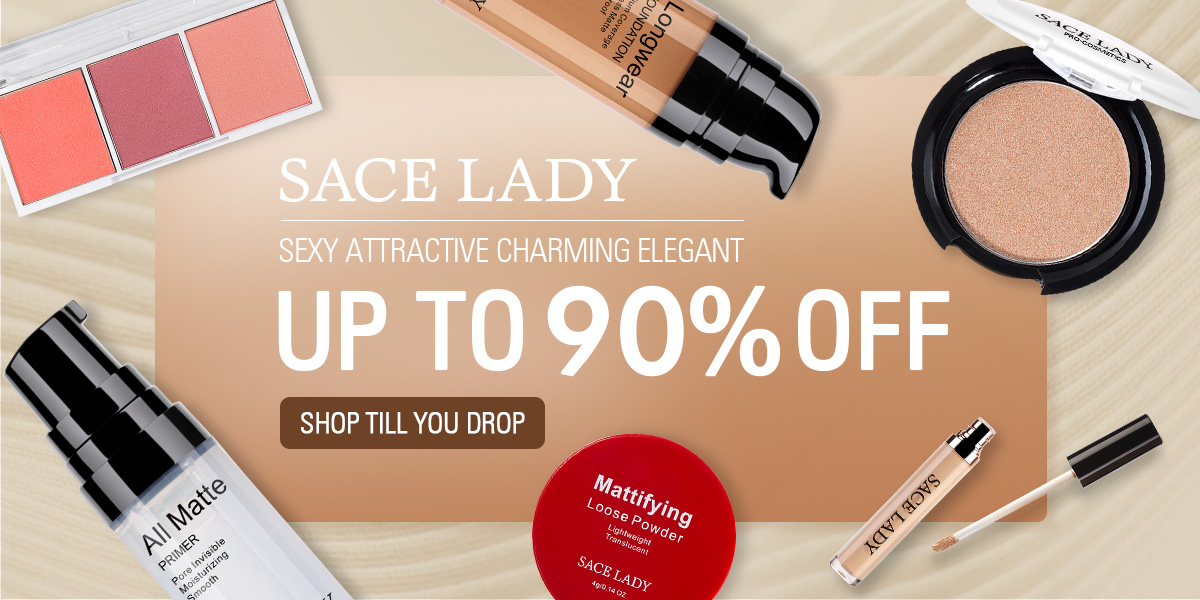 SACE LADY
SEXY ATTRACTIVE CHARMING ELEGANT
UP TO 90% OFF
SHOP TILL YOU DROP
Longwear
FOUNDATION
Coverage
Matte
SACE LADY
PRO-COSMETICS
All Matte
PRIMER
Pore Invisible
Moisturizing
Smooth
Mattifying
Loose Powder
Lightweight
Translucent
SACE LADY
4g/0.14 OZ
SACE LADY